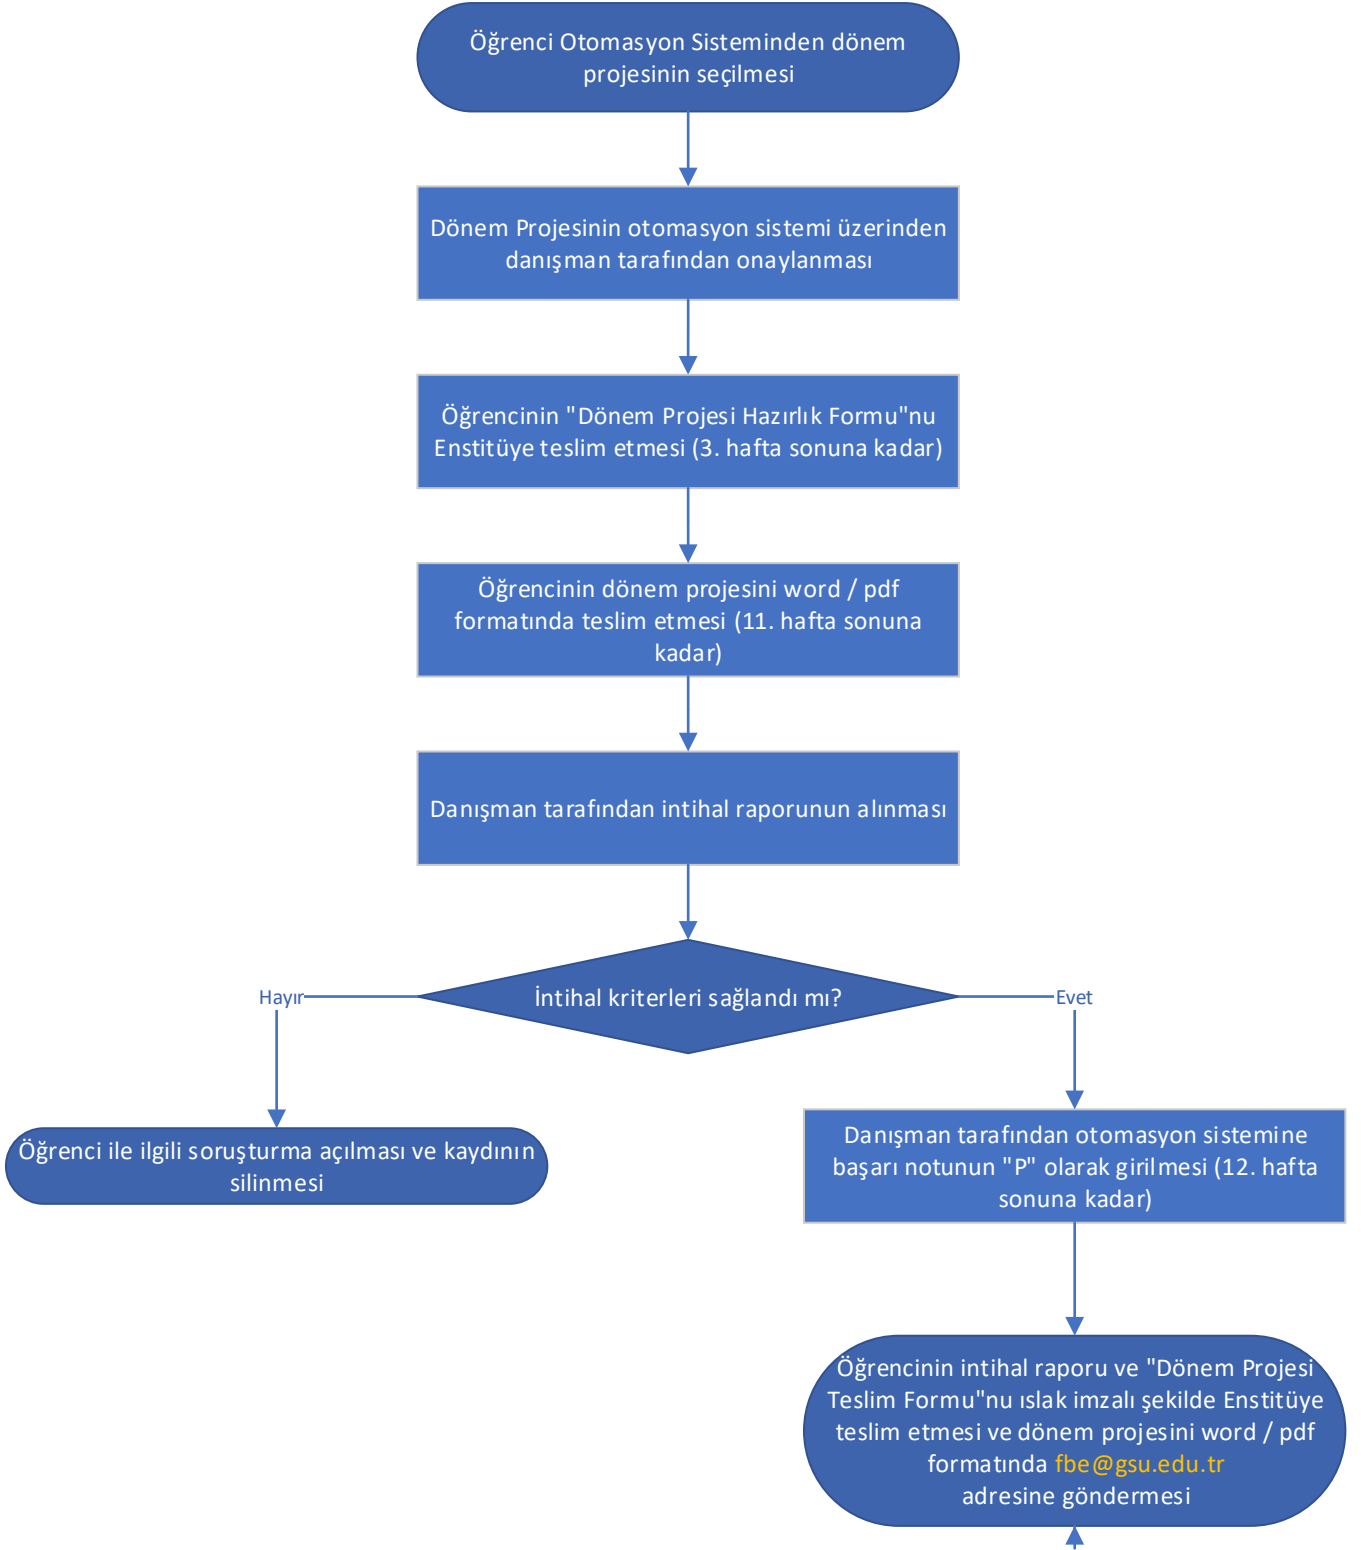 Öğrenci Otomasyon Sisteminden dönem
projesinin seçilmesi
Dönem Projesinin otomasyon sistemi üzerinden
danışman tarafından onaylanması
Öğrencinin "Dönem Projesi Hazırlık Formu"nu
Enstitüye teslim etmesi (3. hafta sonuna kadar)
Öğrencinin dönem projesini word / pdf
formatında teslim etmesi (11. hafta sonuna
kadar)
Danışman tarafından intihal raporunun alınması
İntihal kriterleri sağlandı mı?
Hayır
Evet
Öğrenci ile ilgili soruşturma açılması ve kaydının
silinmesi
Danışman tarafından otomasyon sistemine
başarı notunun "P" olarak girilmesi (12. hafta
sonuna kadar)
Öğrencinin intihal raporu ve "Dönem Projesi
Teslim Formu"nu ıslak imzalı şekilde Enstitüye
teslim etmesi ve dönem projesini word / pdf
formatında fbe@gsu.edu.tr
adresine göndermesi